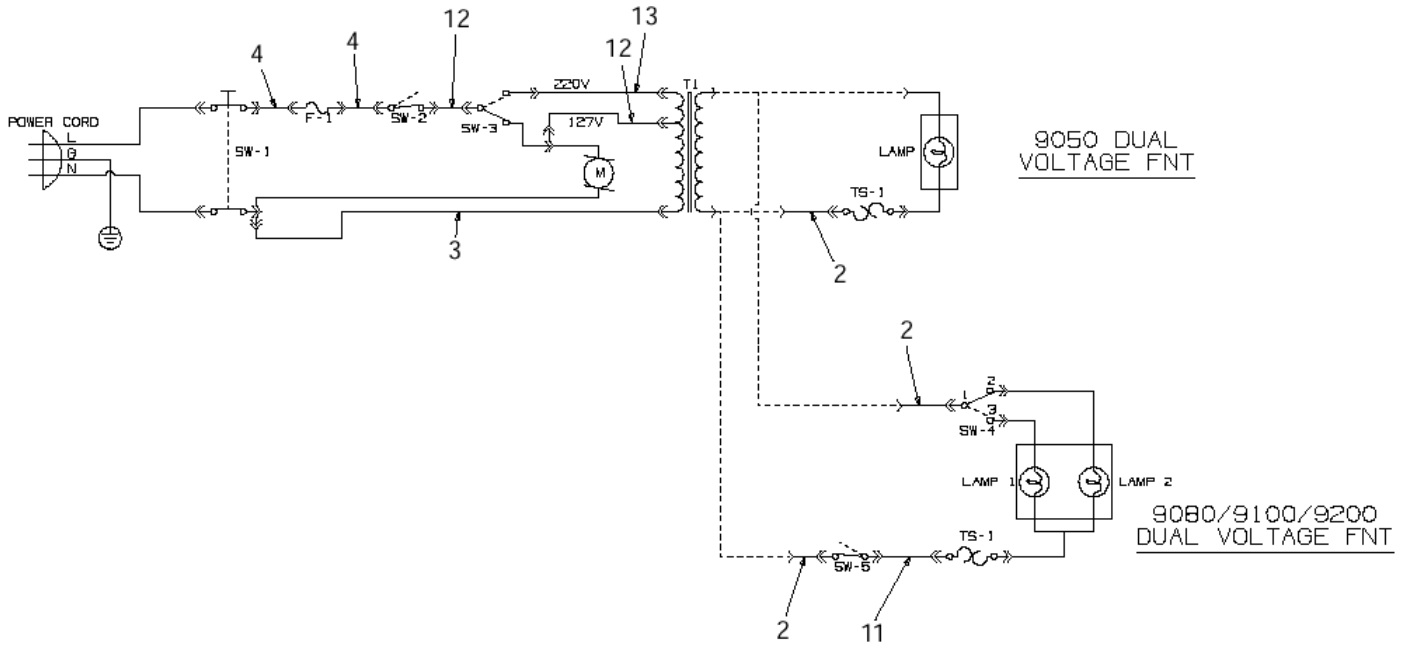 13
12
12
4
4
220V
T1
127V
F-1
SW-2
SW-3
POWER CORD
L
G
N
SW-1
M
LAMP
9050 DUAL
VOLTAGE FNT
TS-1
3
2
2
1
2
3
SW-4
LAMP 1
LAMP 2
9080/9100/9200
DUAL VOLTAGE FNT
TS-1
SW-5
2
11